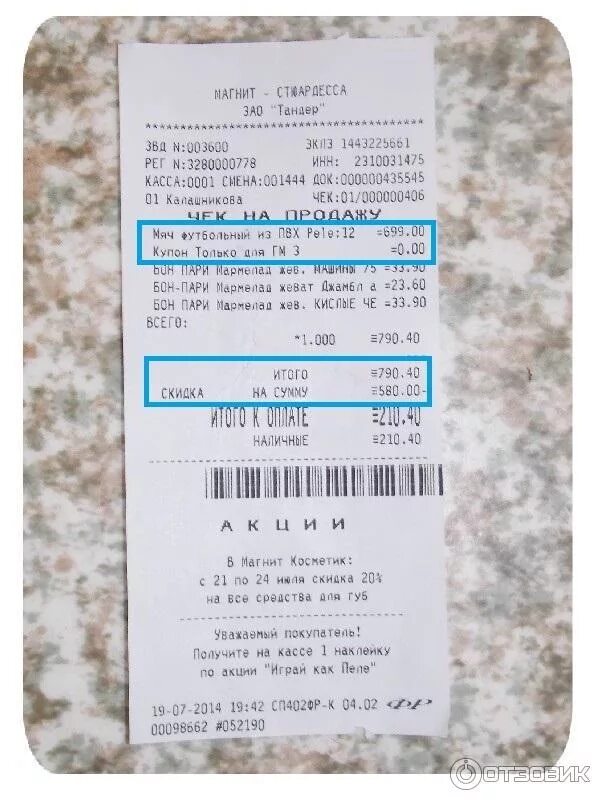 МАГНИТ - СТЮАРДЕССА
ЗАО "Тандер"
******************************************
ЗВД N:003600 ЭКЛЗ 1443225661
РЕГ N:3280000778 ИНН: 2310031475
КАССА:0001 СМЕНА:001444 ДОК:000000435545
01 Калашникова ЧЕК:01/000000406
ЧЕК НА ПРОДАЖУ
Мяч футбольный из ПВХ Pele:12 ≡699.00
Купон Только для ГМ 3 ≡0.00
БОН ПАРИ Мармелад жев. МАШИНЫ 75 ≡33.90
БОН-ПАРИ Мармелад жеват Джамбл а ≡23.60
БОН ПАРИ Мармелад жев. КИСЛЫЕ ЧЕ ≡33.90
ВСЕГО:
*1.000 ≡790.40
ИТОГО ≡790.40
СКИДКА НА СУММУ ≡580.00-
ИТОГО К ОПЛАТЕ ≡210.40
НАЛИЧНЫЕ ≡210.40
АКЦИИ
В Магнит Косметик:
с 21 по 24 июля скидка 20%
на все средства для губ
Уважаемый покупатель!
Получите на кассе 1 наклейку
по акции "Играй как Пеле"
19-07-2014 19:42 СП402ФР-К 04.02 ФР
00098662 #052190
ОТЗОВИК